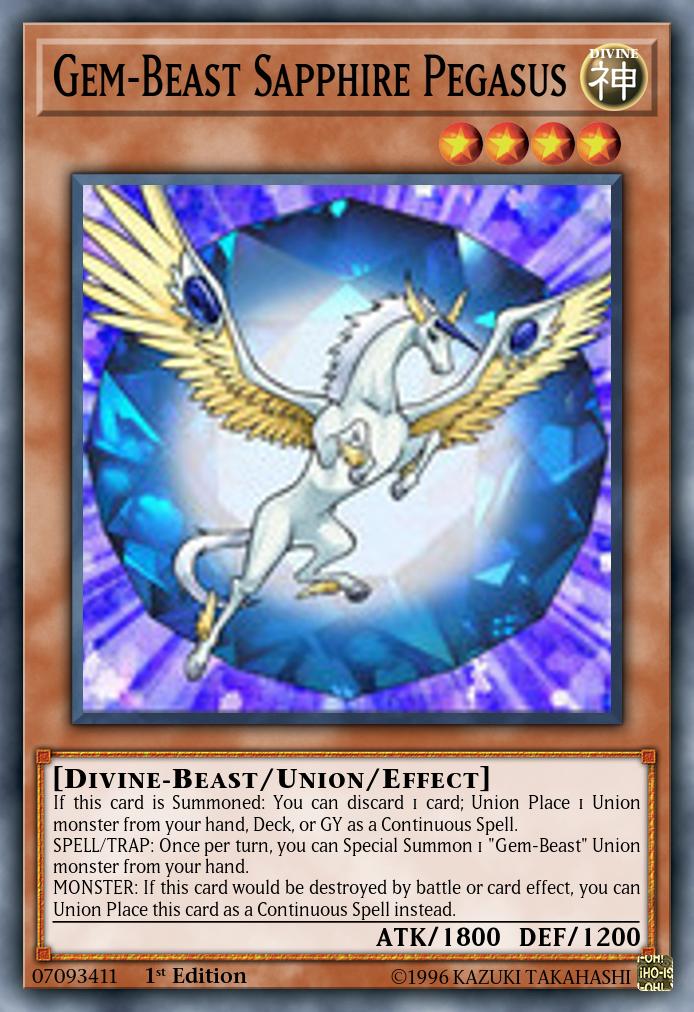 Gem-Beast Sapphire Pegasus
DIVINE
神
[Divine-Beast/Union/Effect]
If this card is Summoned: You can discard 1 card; Union Place 1 Union
monster from your hand, Deck, or GY as a Continuous Spell.
SPELL/TRAP: Once per turn, you can Special Summon 1 "Gem-Beast" Union
monster from your hand.
MONSTER: If this card would be destroyed by battle or card effect, you can
Union Place this card as a Continuous Spell instead.
ATK/1800 DEF/1200
07093411 1st Edition ©1996 KAZUKI TAKAHASHI